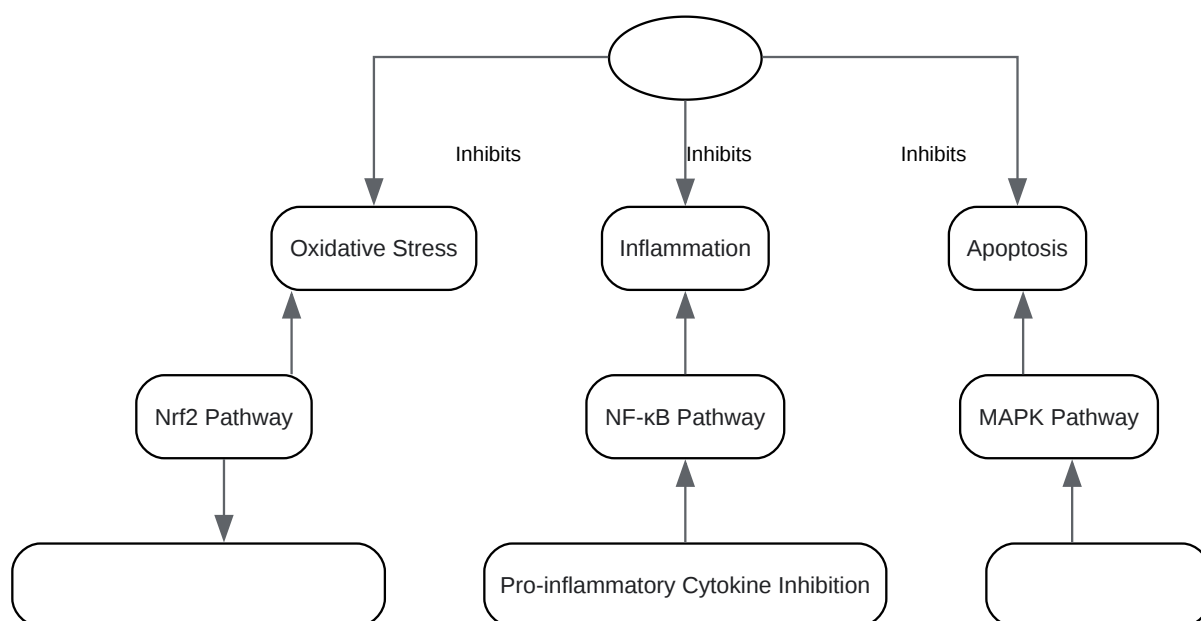 Inhibits
Inhibits
Inhibits
Oxidative Stress
Inflammation
Apoptosis
Nrf2 Pathway
NF-κB Pathway
MAPK Pathway
Pro-inflammatory Cytokine Inhibition